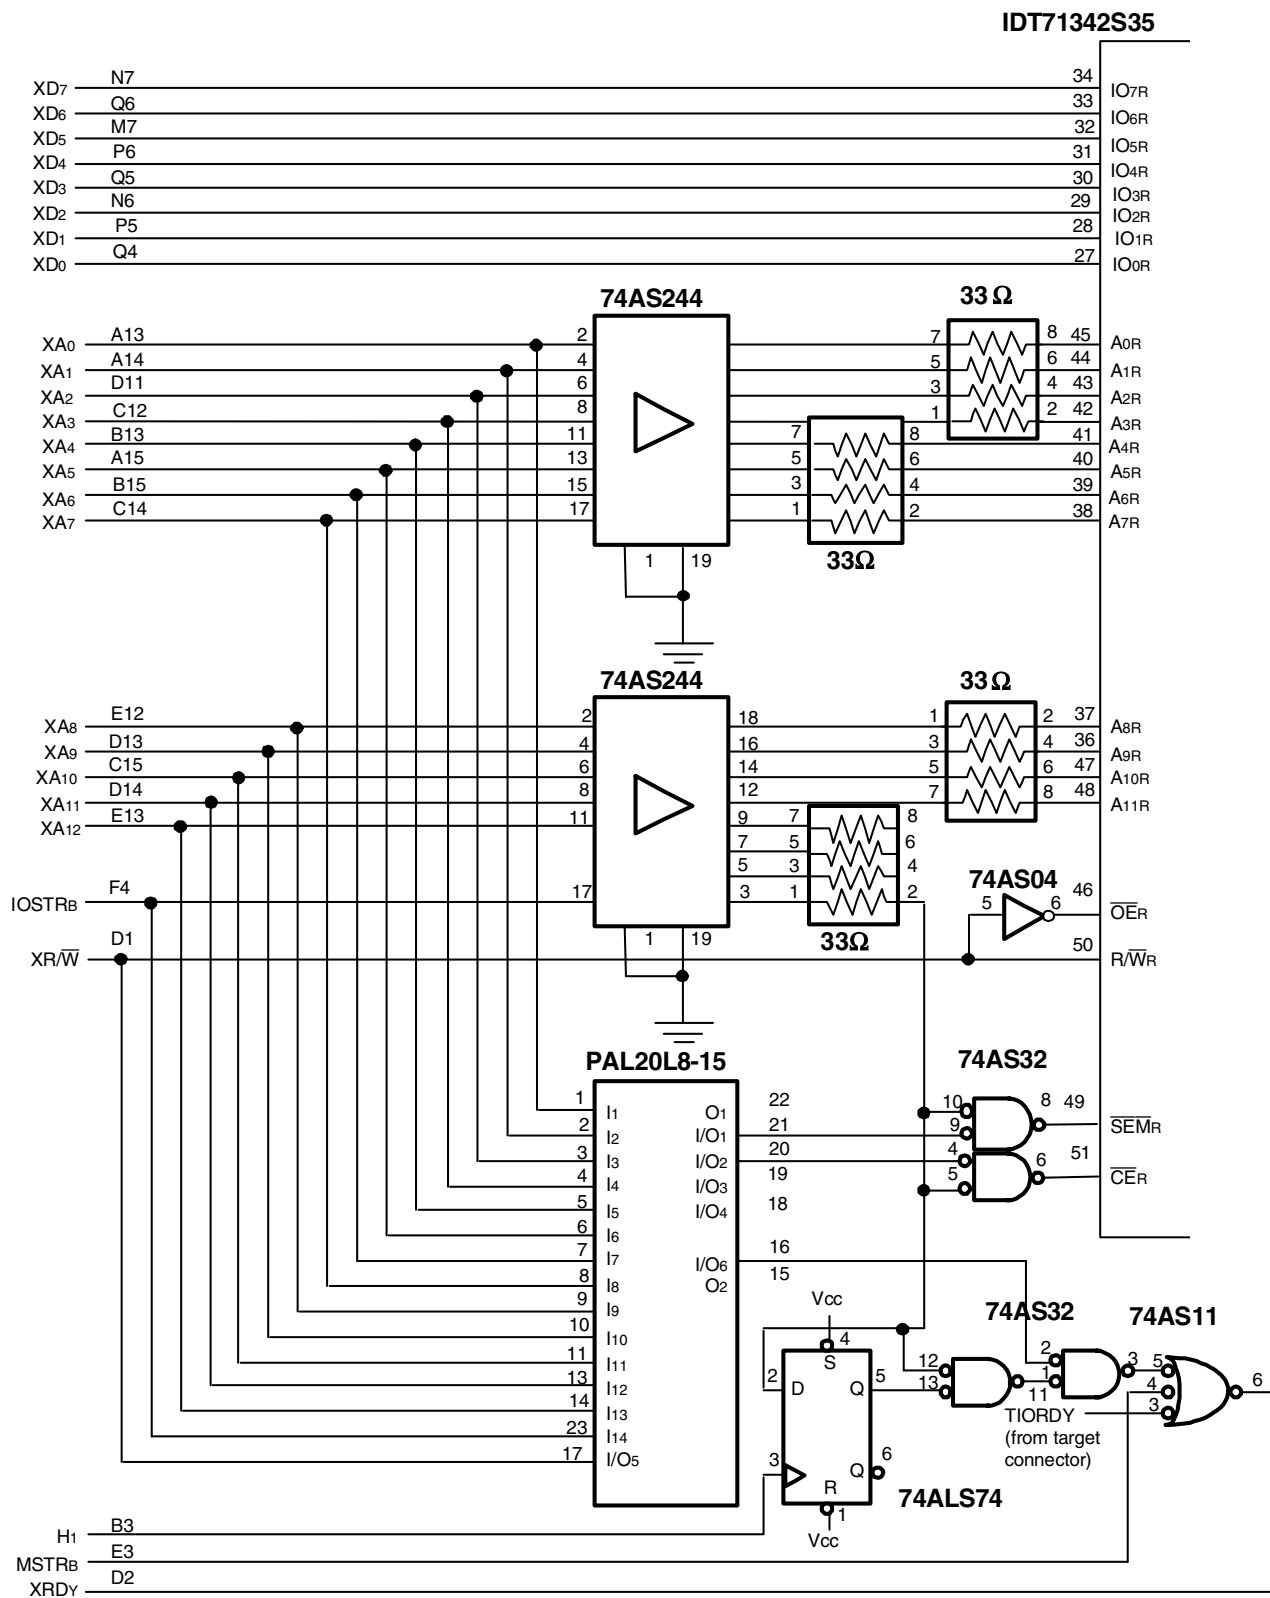 IDT71342S35
XD7 N7 34 IO7R
XD6 Q6 33 IO6R
XD5 M7 32 IO5R
XD4 P6 31 IO4R
XD3 Q5 30 IO3R
XD2 N6 29 IO2R
XD1 P5 28 IO1R
XD0 Q4 27 IO0R
74AS244 33 Ω
XA0 A13 2 7 8 45 A0R
XA1 A14 4 5 6 44 A1R
XA2 D11 6 3 4 43 A2R
XA3 C12 8 1 2 42 A3R
XA4 B13 11 7 8 41 A4R
XA5 A15 13 5 6 40 A5R
XA6 B15 15 3 4 39 A6R
XA7 C14 17 1 2 38 A7R
1 19 33Ω
74AS244 33 Ω
XA8 E12 2 18 1 2 37 A8R
XA9 D13 4 16 3 4 36 A9R
XA10 C15 6 14 5 6 47 A10R
XA11 D14 8 12 7 8 48 A11R
XA12 E13 11 9 7 8
7 5 6
5 3 4
74AS04
IOSTRB F4 17 3 1 2 5 6 46 OER
1 19 33Ω
XR/W D1 50 R/WR
PAL20L8-15 74AS32
1 I1 O1 22 10 8 49
2 I2 I/O1 21 9 SEMR
3 I3 I/O2 20 4 6 51
4 I4 I/O3 19 5 CER
5 I5 I/O4 18
6 I6
7 I7 I/O6 16
8 I8 O2 15
9 I9 Vcc 74AS32 74AS11
10 I10 4 S 2 3 5
11 I11 12 1 4 6
13 I12 2 D Q 5 13 11 3
14 I13 TIORDY
23 I14 (from target
17 I/O5 3 Q 6 connector)
R 74ALS74
1
H1 B3 Vcc
MSTRB E3
XRDY D2